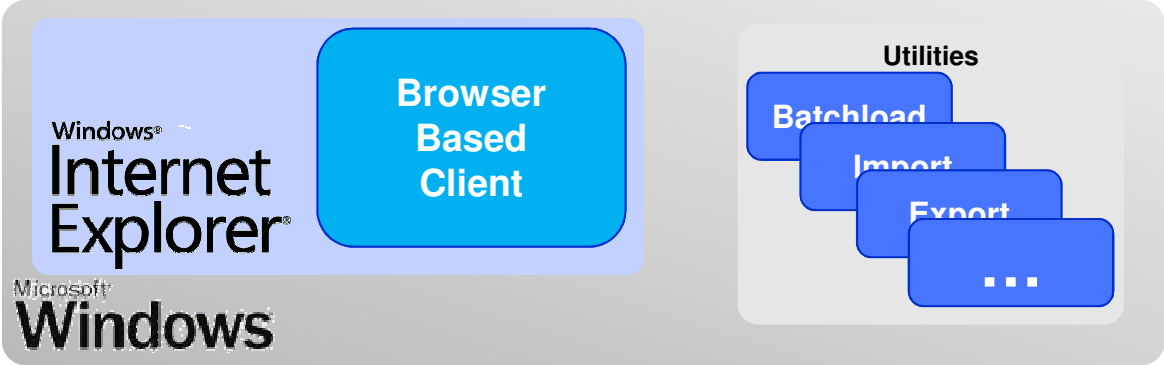 Browser
Based
Client
Windows®
Internet
Explorer®
Microsoft
Windows
Utilities
Batchload
Import
Export
...